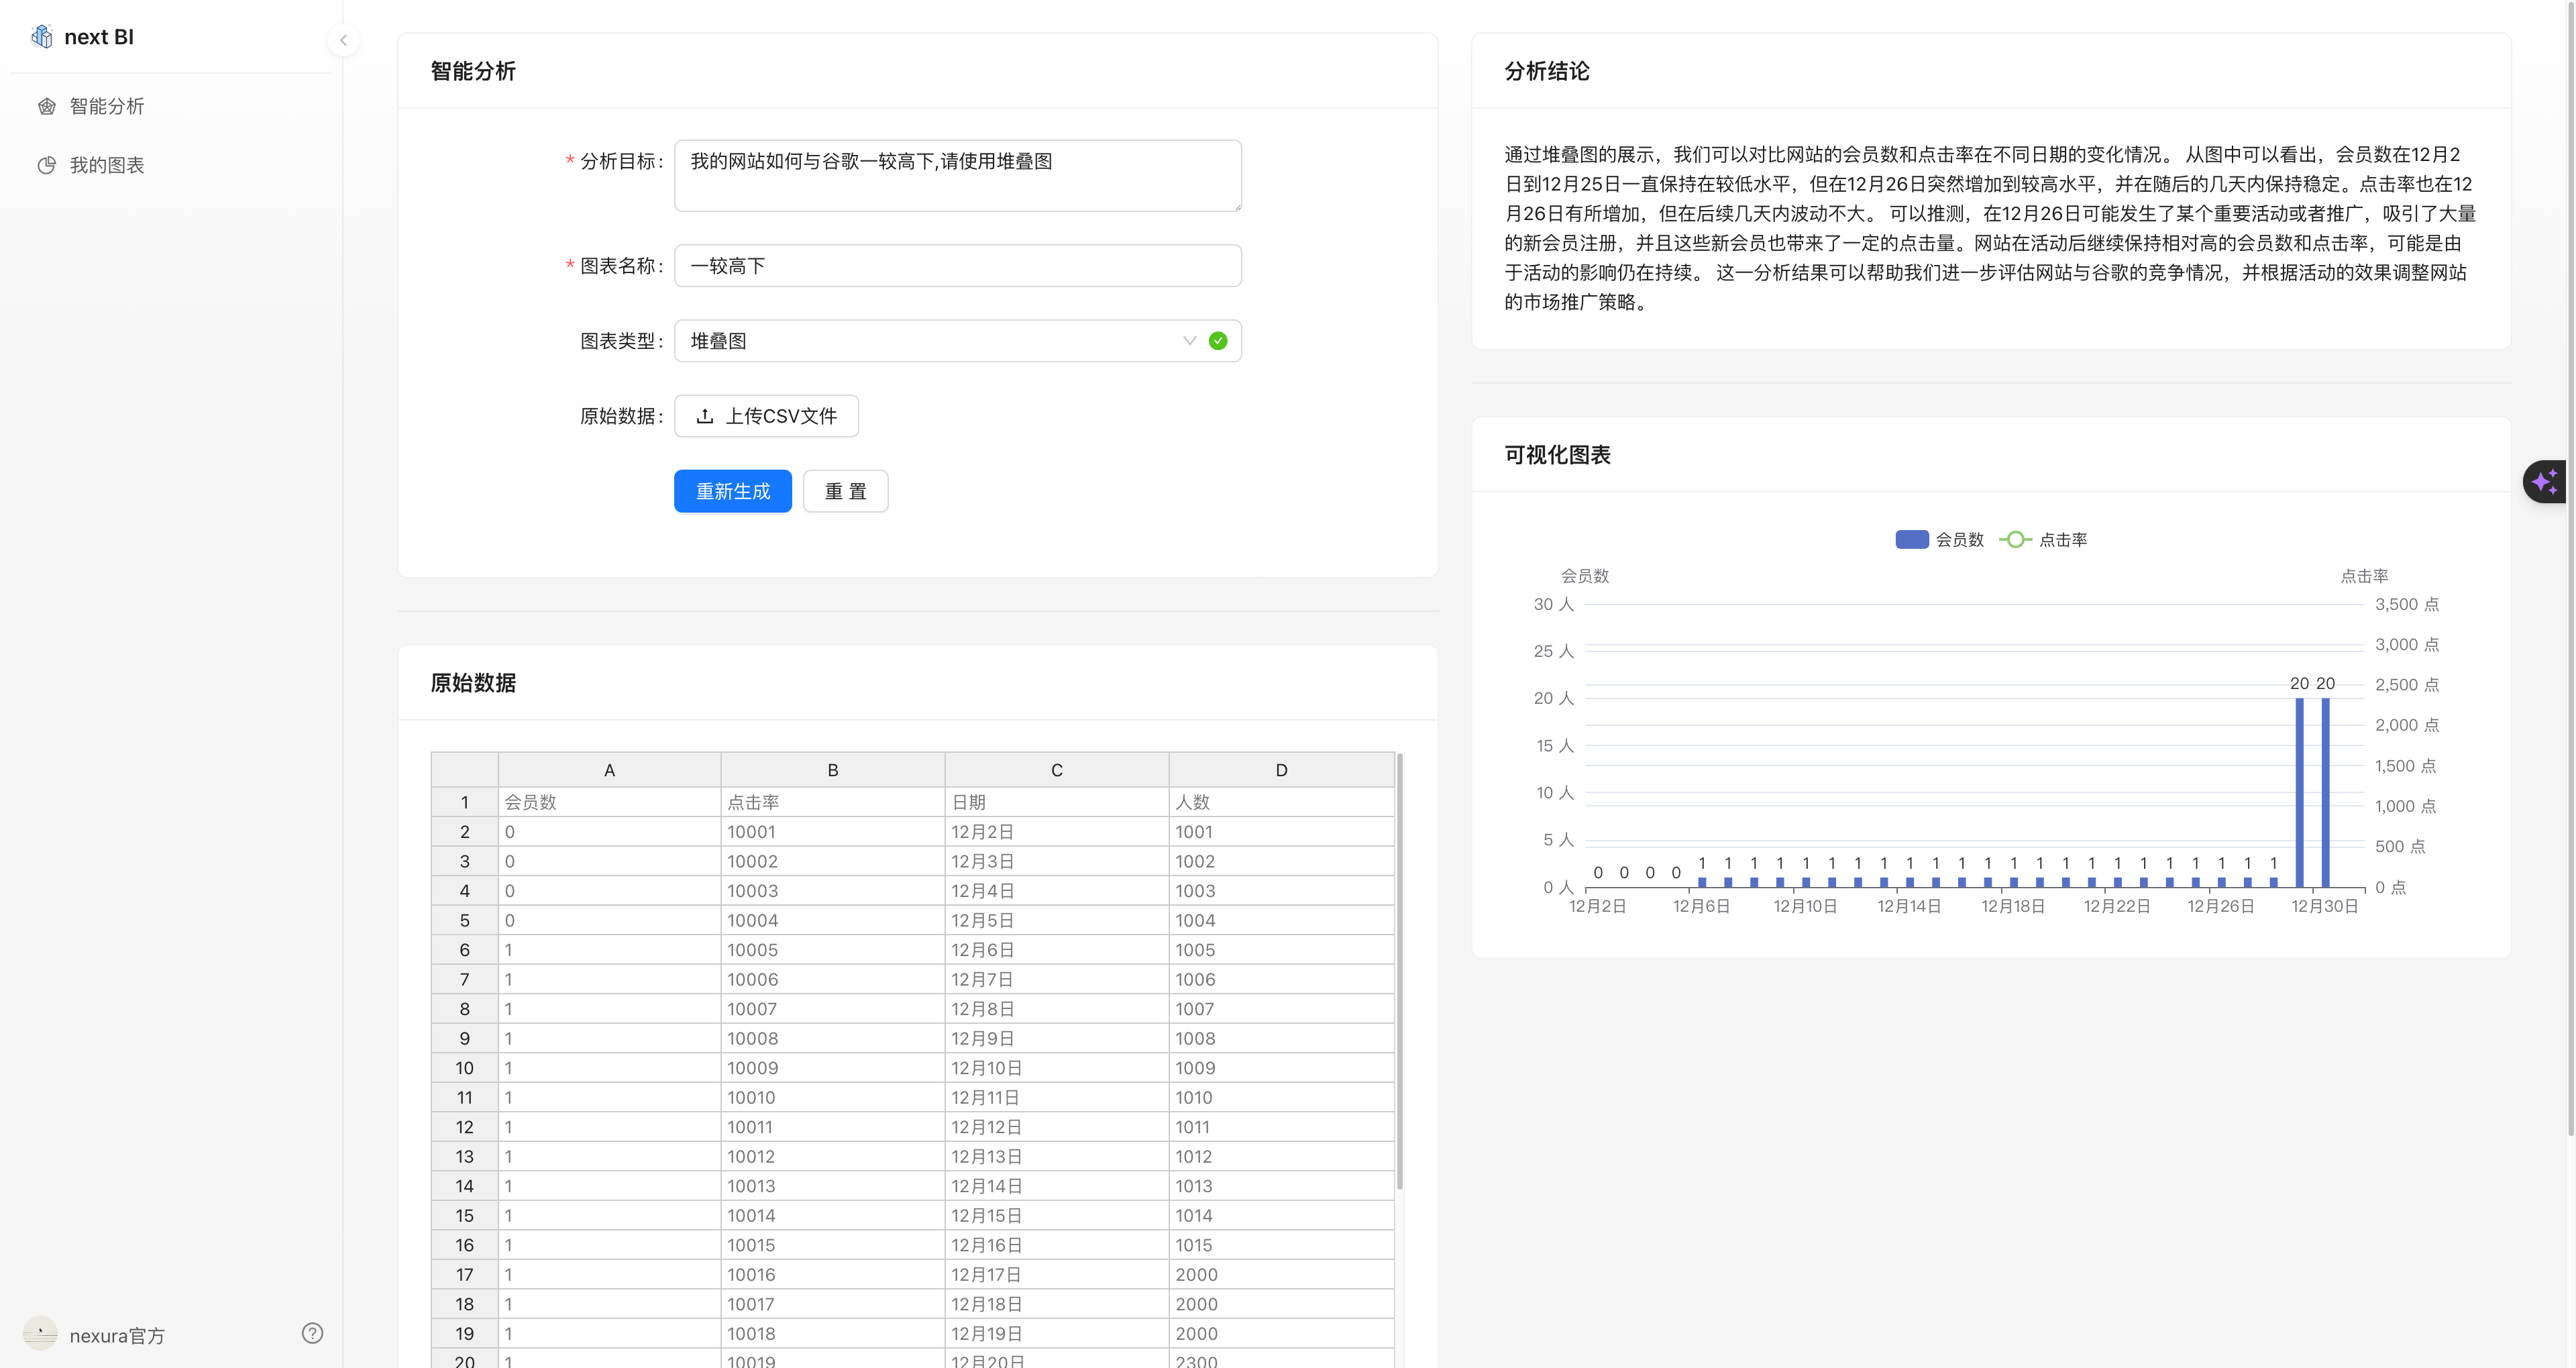 next BI
智能分析
我的图表
nexura官方
智能分析
* 分析目标: 我的网站如何与谷歌一较高下,请使用堆叠图
* 图表名称: 一较高下
图表类型: 堆叠图
原始数据: 上传CSV文件
重新生成 重 置
原始数据
A B C D
1 会员数 点击率 日期 人数
2 0 10001 12月2日 1001
3 0 10002 12月3日 1002
4 0 10003 12月4日 1003
5 0 10004 12月5日 1004
6 1 10005 12月6日 1005
7 1 10006 12月7日 1006
8 1 10007 12月8日 1007
9 1 10008 12月9日 1008
10 1 10009 12月10日 1009
11 1 10010 12月11日 1010
12 1 10011 12月12日 1011
13 1 10012 12月13日 1012
14 1 10013 12月14日 1013
15 1 10014 12月15日 1014
16 1 10015 12月16日 1015
17 1 10016 12月17日 2000
18 1 10017 12月18日 2000
19 1 10018 12月19日 2000
20 1 10019 12月20日 2300
分析结论
通过堆叠图的展示，我们可以对比网站的会员数和点击率在不同日期的变化情况。 从图中可以看出，会员数在12月2
日到12月25日一直保持在较低水平，但在12月26日突然增加到较高水平，并在随后的几天内保持稳定。点击率也在12
月26日有所增加，但在后续几天内波动不大。 可以推测，在12月26日可能发生了某个重要活动或者推广，吸引了大量
的新会员注册，并且这些新会员也带来了一定的点击量。网站在活动后继续保持相对高的会员数和点击率，可能是由
于活动的影响仍在持续。 这一分析结果可以帮助我们进一步评估网站与谷歌的竞争情况，并根据活动的效果调整网站
的市场推广策略。
可视化图表
会员数 点击率
会员数 点击率
30 人 3,500 点
3,000 点
25 人
20 20 2,500 点
20 人
2,000 点
15 人
1,500 点
10 人
1,000 点
5 人
500 点
0 0 0 0 1 1 1 1 1 1 1 1 1 1 1 1 1 1 1 1 1 1 1 1 1 1 1
0 人 0 点
12月2日 12月6日 12月10日 12月14日 12月18日 12月22日 12月26日 12月30日